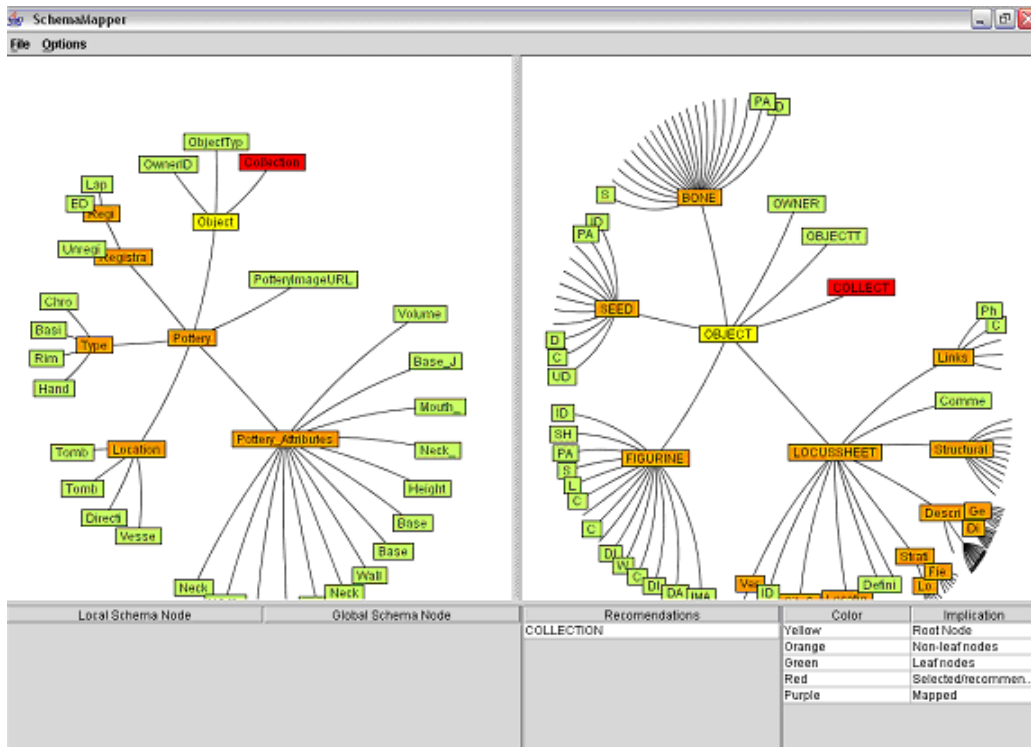 SchemaMapper
File Options
ObjectTyp
OwnerID
Collection
Lap
ED
Regi
Object
Unregi
Registra
PotteryImageURL
Chro
Volume
Basi
Type
Pottery
Rim
Base_J
Hand
Mouth_
Pottery_Attributes
Tomb
Location
Neck_
Tomb
Height
Directi
Base
Vesse
Base
Wall
Neck
Neck
PA
D
S
BONE
OWNER
ID
PA
OBJECTT
COLLECT
SEED
OBJECT
Ph
C
D
C
Links
UD
Comme
ID
SH
PA
FIGURINE
LOCUSSHEET
Structural
S
L
C
C
Descri
Ge
Di
DI
W
C
Strati
Fie
DI
DA
IMA
Ver
ID
Defini
Lo
Local Schema Node Global Schema Node Recomendations Color Implication
COLLECTION Yellow Root Node
Orange Non-leaf nodes
Green Leaf nodes
Red Selected/recommen...
Purple Mapped